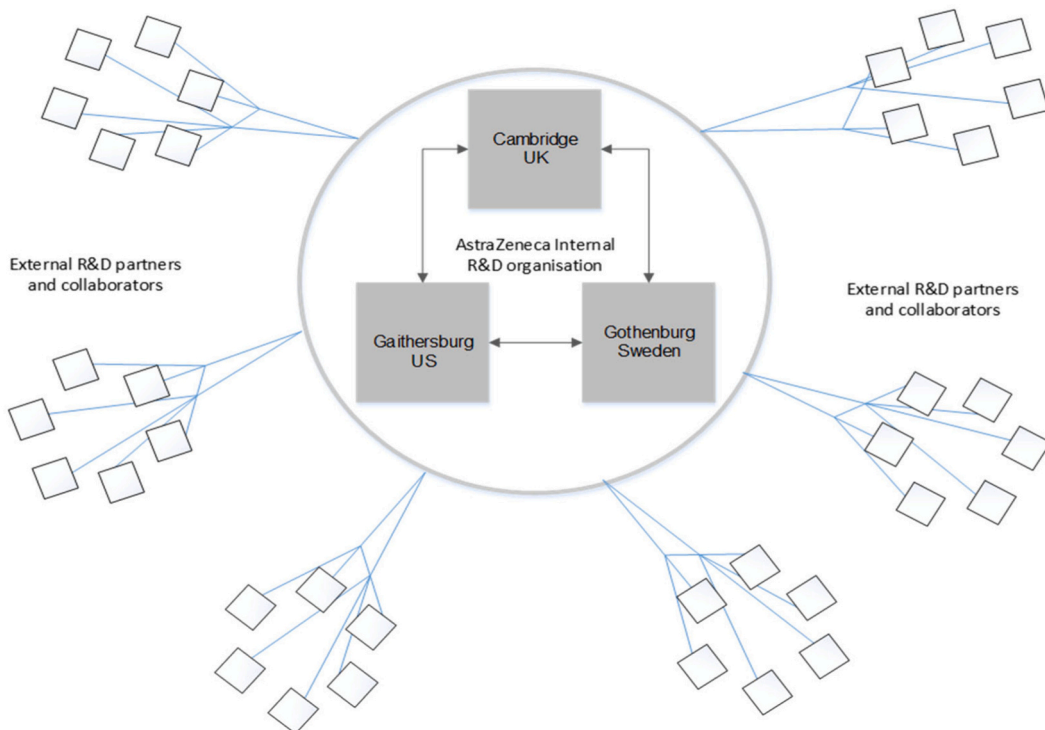 Cambridge
UK
AstraZeneca Internal
R&D organisation
External R&D partners
and collaborators
External R&D partners
and collaborators
Gaithersburg
US
Gothenburg
Sweden